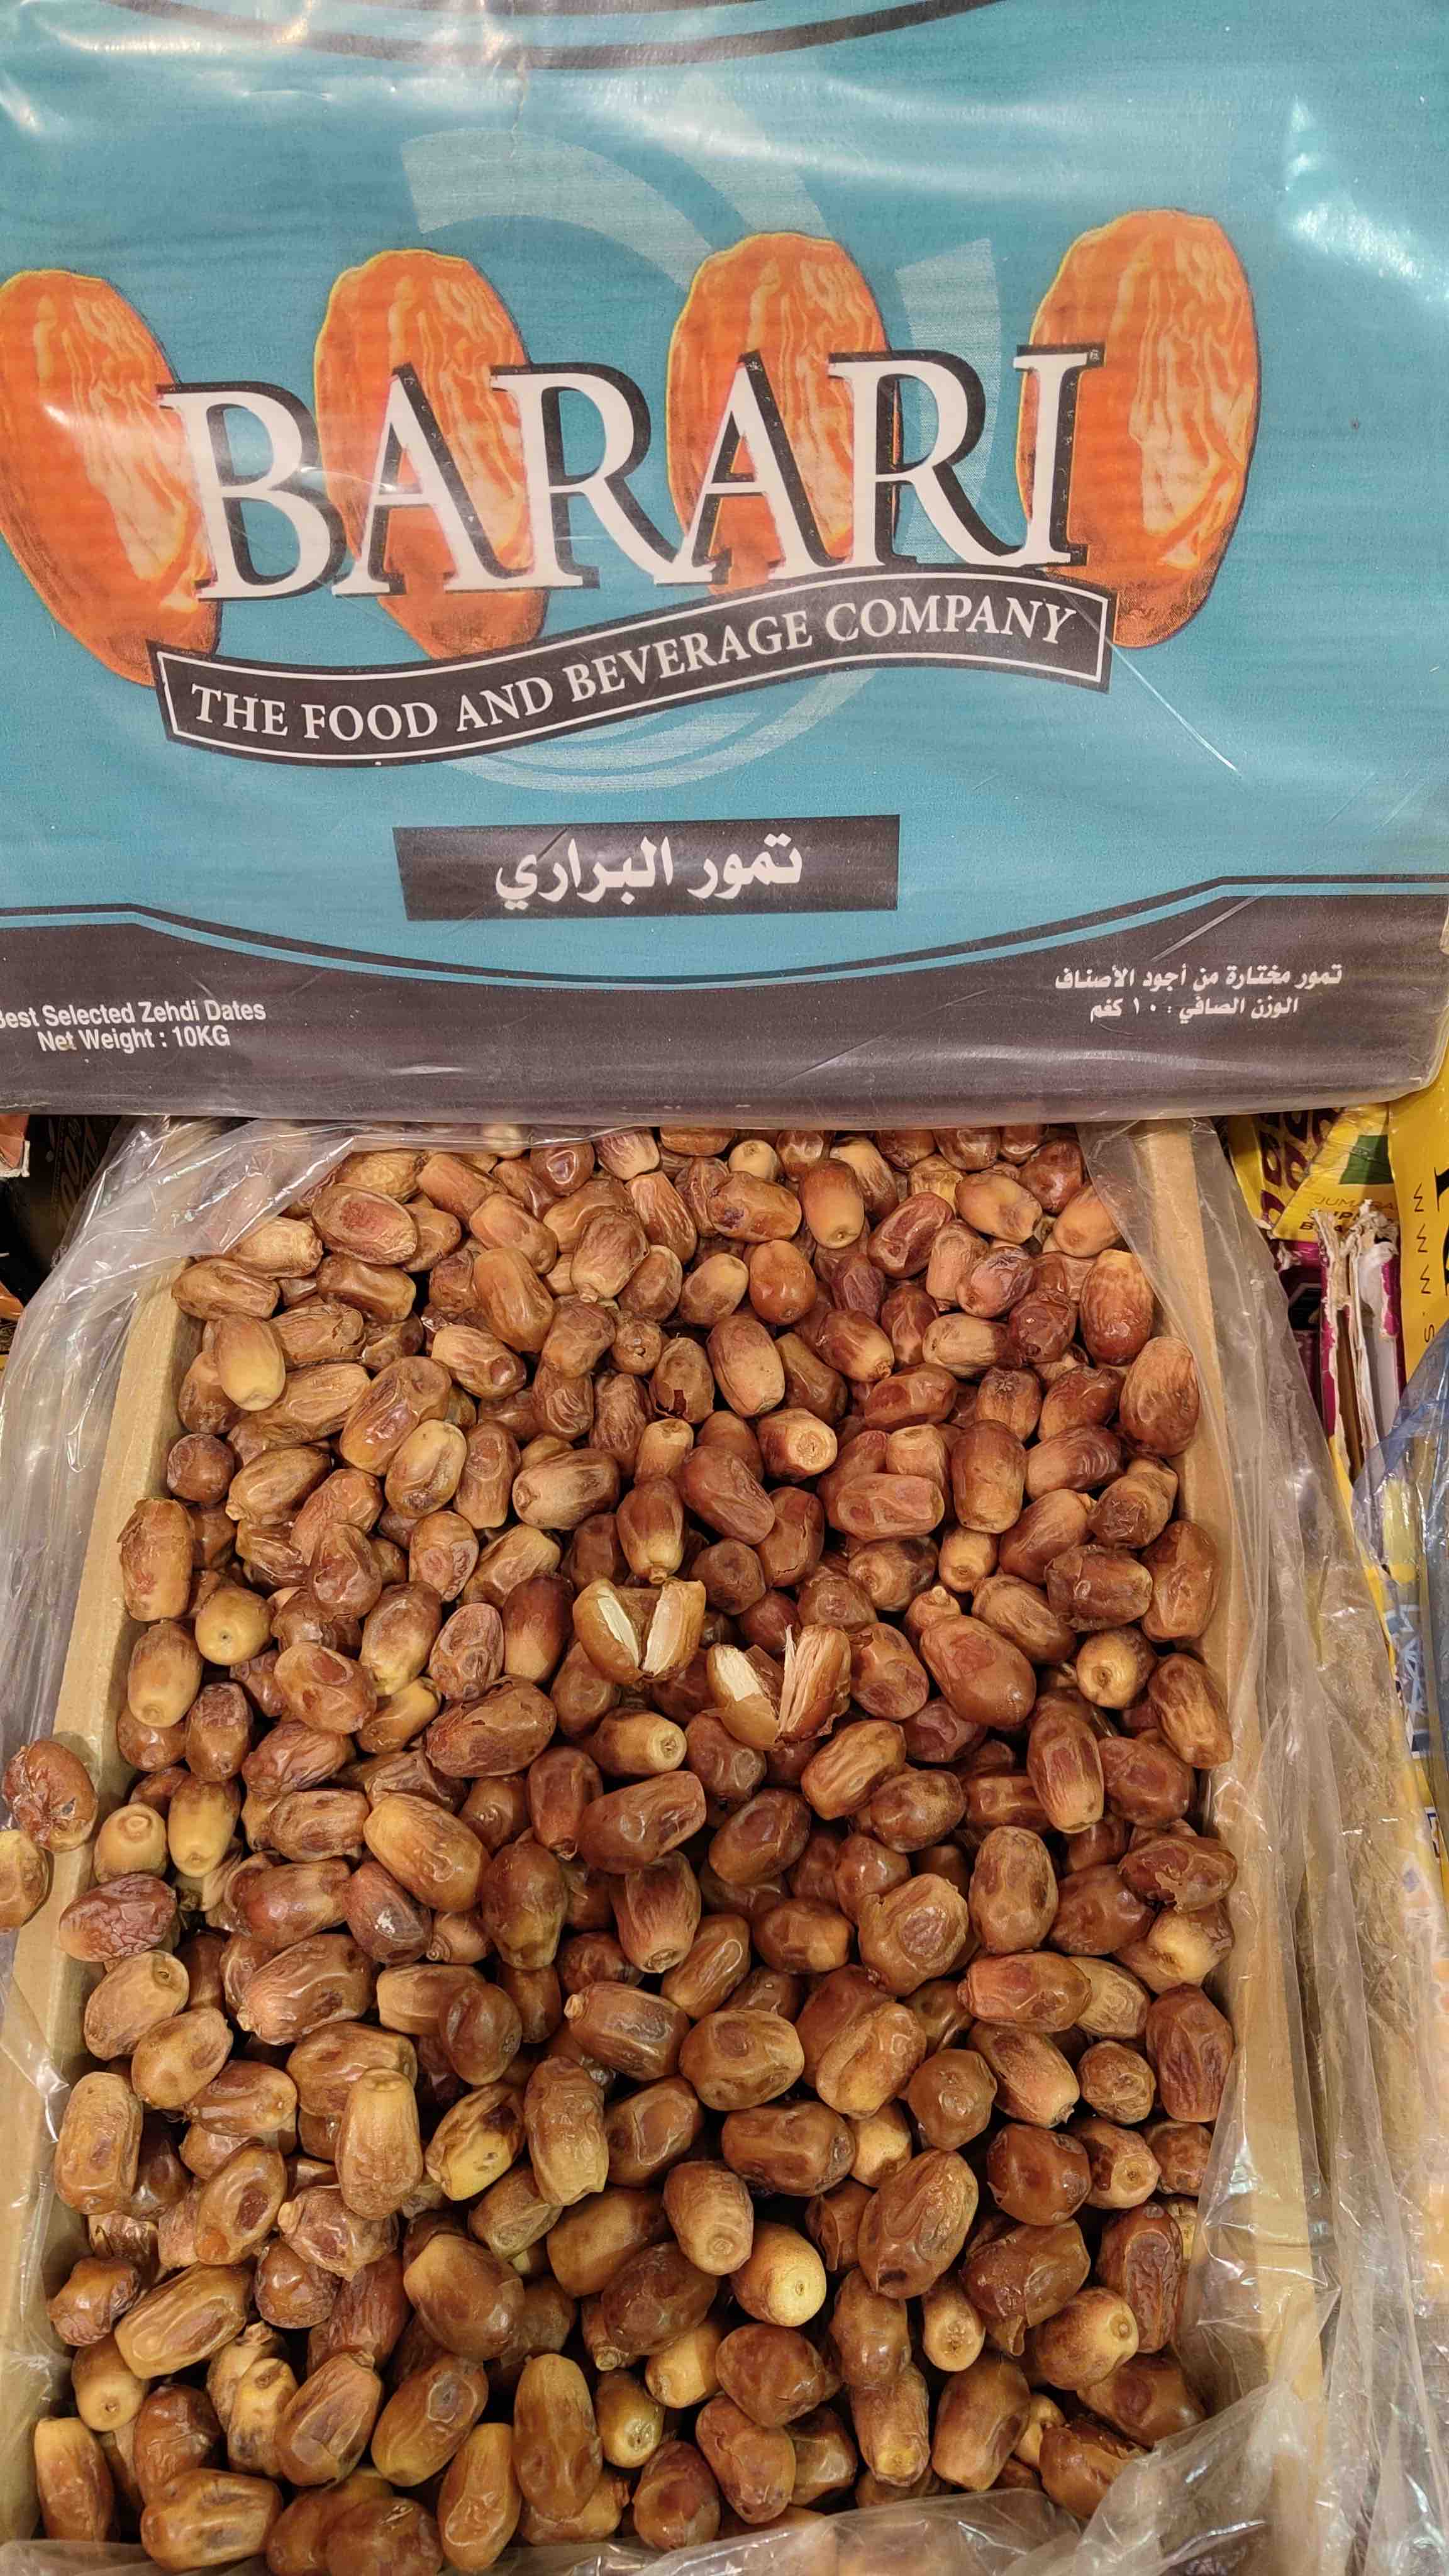 BARARI
THE FOOD AND BEVERAGE COMPANY
تمور البراري
Best Selected Zehdi Dates
Net Weight : 10KG
تمور مختارة من أجود الأصناف
الوزن الصافي : ١٠ كغم